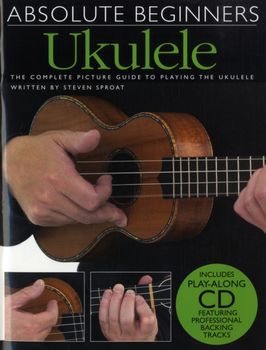 ABSOLUTE BEGINNERS
Ukulele
THE COMPLETE PICTURE GUIDE TO PLAYING THE UKULELE
WRITTEN BY STEVEN SPROAT
INCLUDES
PLAY-ALONG
CD
FEATURING
PROFESSIONAL
BACKING
TRACKS